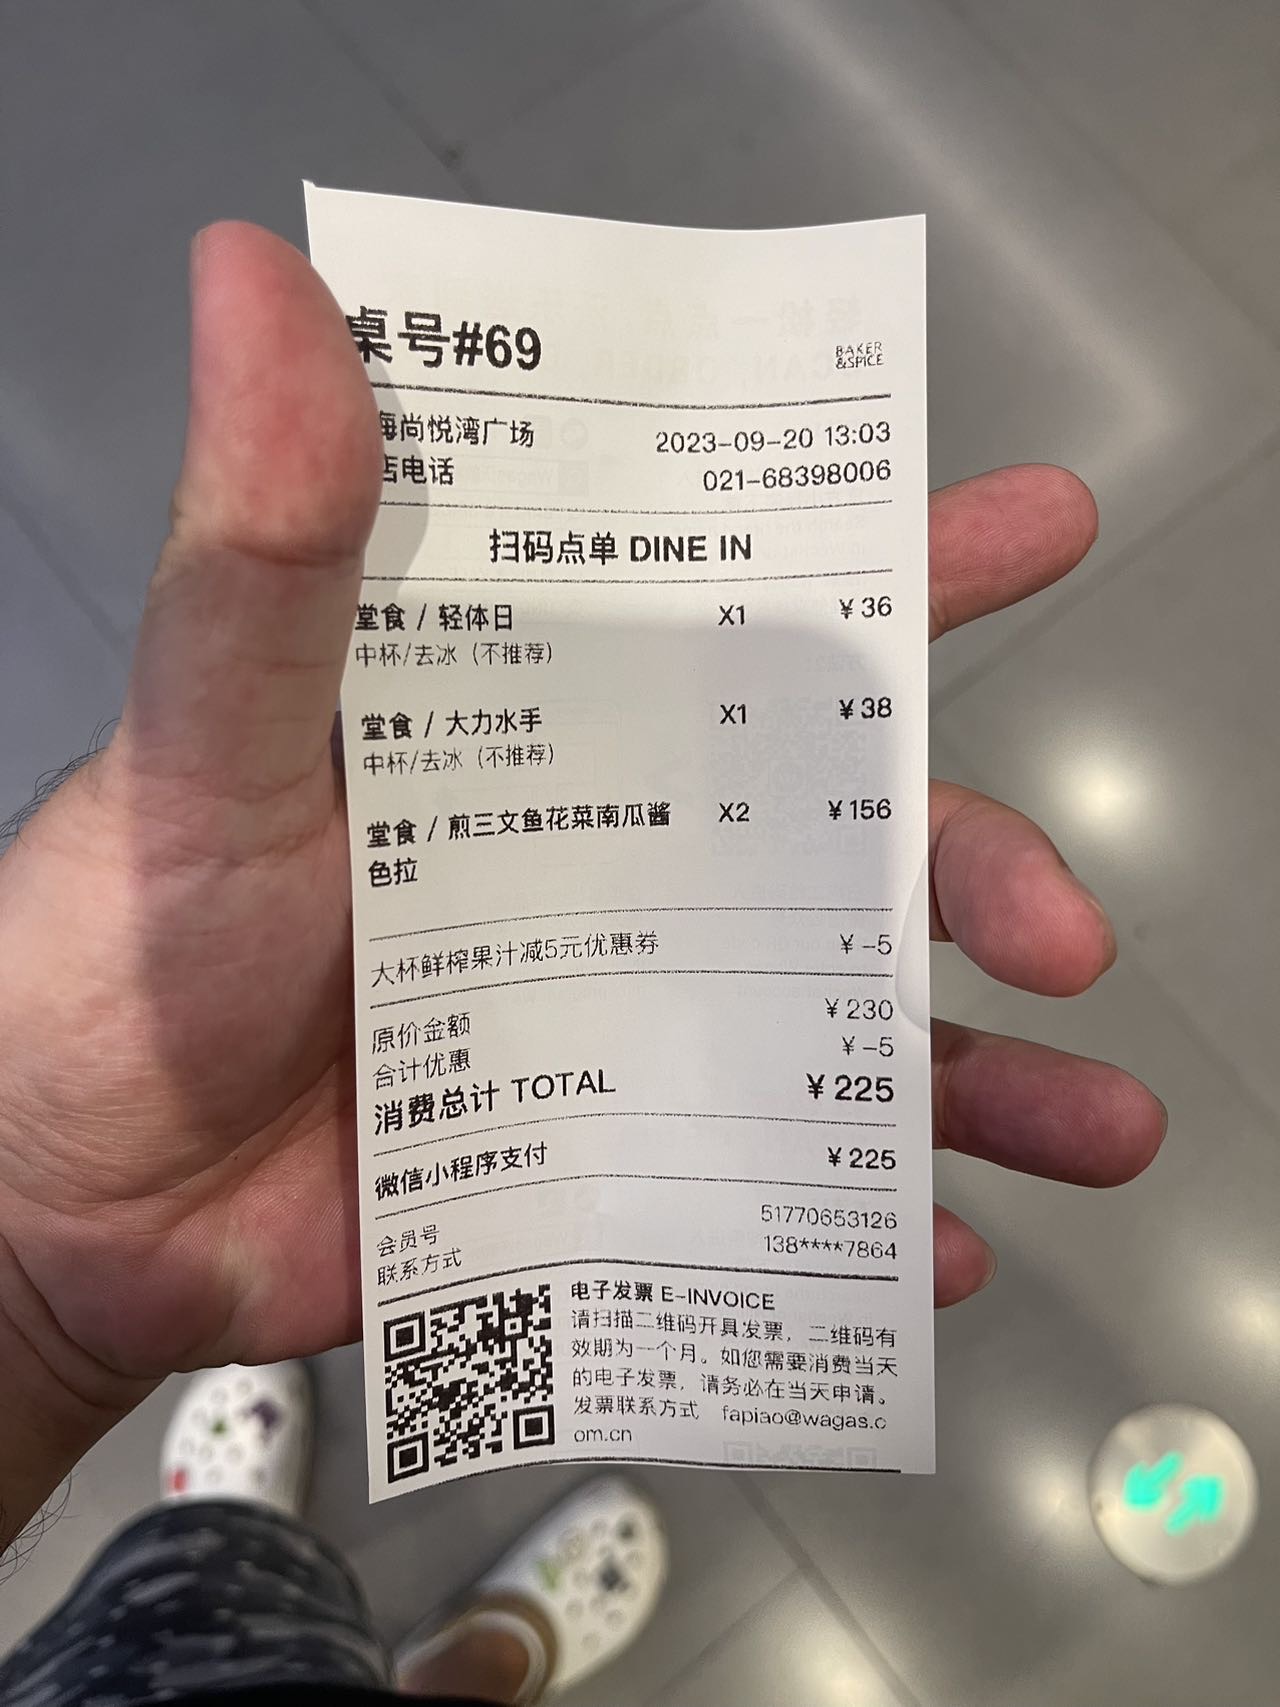 桌号#69
BAKER
&SPICE
海尚悦湾广场 2023-09-20 13:03
店电话 021-68398006
扫码点单 DINE IN
堂食 / 轻体日 X1 ¥36
中杯/去冰（不推荐）
堂食 / 大力水手 X1 ¥38
中杯/去冰（不推荐）
堂食 / 煎三文鱼花菜南瓜酱 X2 ¥156
色拉
大杯鲜榨果汁减5元优惠券 ¥-5
原价金额 ¥230
合计优惠 ¥-5
消费总计 TOTAL ¥225
微信小程序支付 ¥225
会员号 51770653126
联系方式 138****7864
电子发票 E-INVOICE
请扫描二维码开具发票，二维码有
效期为一个月。如您需要消费当天
的电子发票，请务必在当天申请。
发票联系方式 fapiao@wagas.c
om.cn